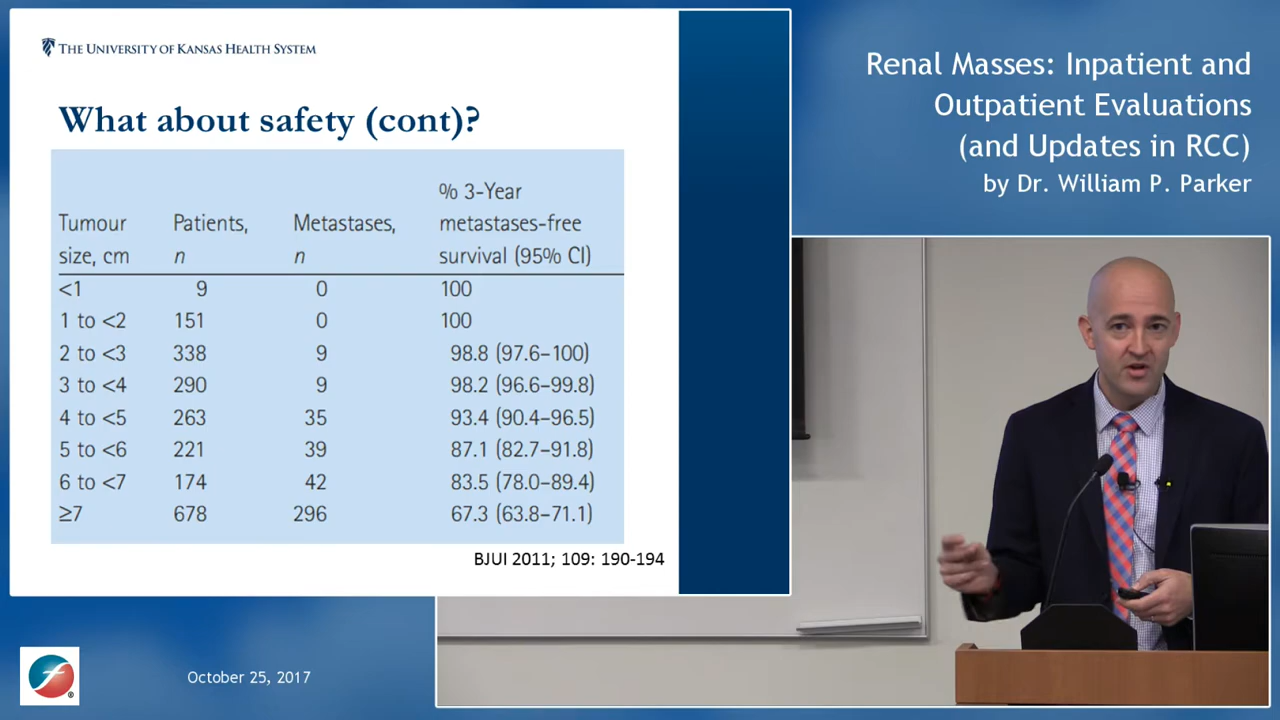 THE UNIVERSITY OF KANSAS HEALTH SYSTEM
What about safety (cont)?
Tumour size, cm | Patients, n | Metastases, n | % 3-Year metastases-free survival (95% CI)
<1 9 0 100
1 to <2 151 0 100
2 to <3 338 9 98.8 (97.6–100)
3 to <4 290 9 98.2 (96.6–99.8)
4 to <5 263 35 93.4 (90.4–96.5)
5 to <6 221 39 87.1 (82.7–91.8)
6 to <7 174 42 83.5 (78.0–89.4)
≥7 678 296 67.3 (63.8–71.1)
BJUI 2011; 109: 190-194
Renal Masses: Inpatient and
Outpatient Evaluations
(and Updates in RCC)
by Dr. William P. Parker
October 25, 2017
®